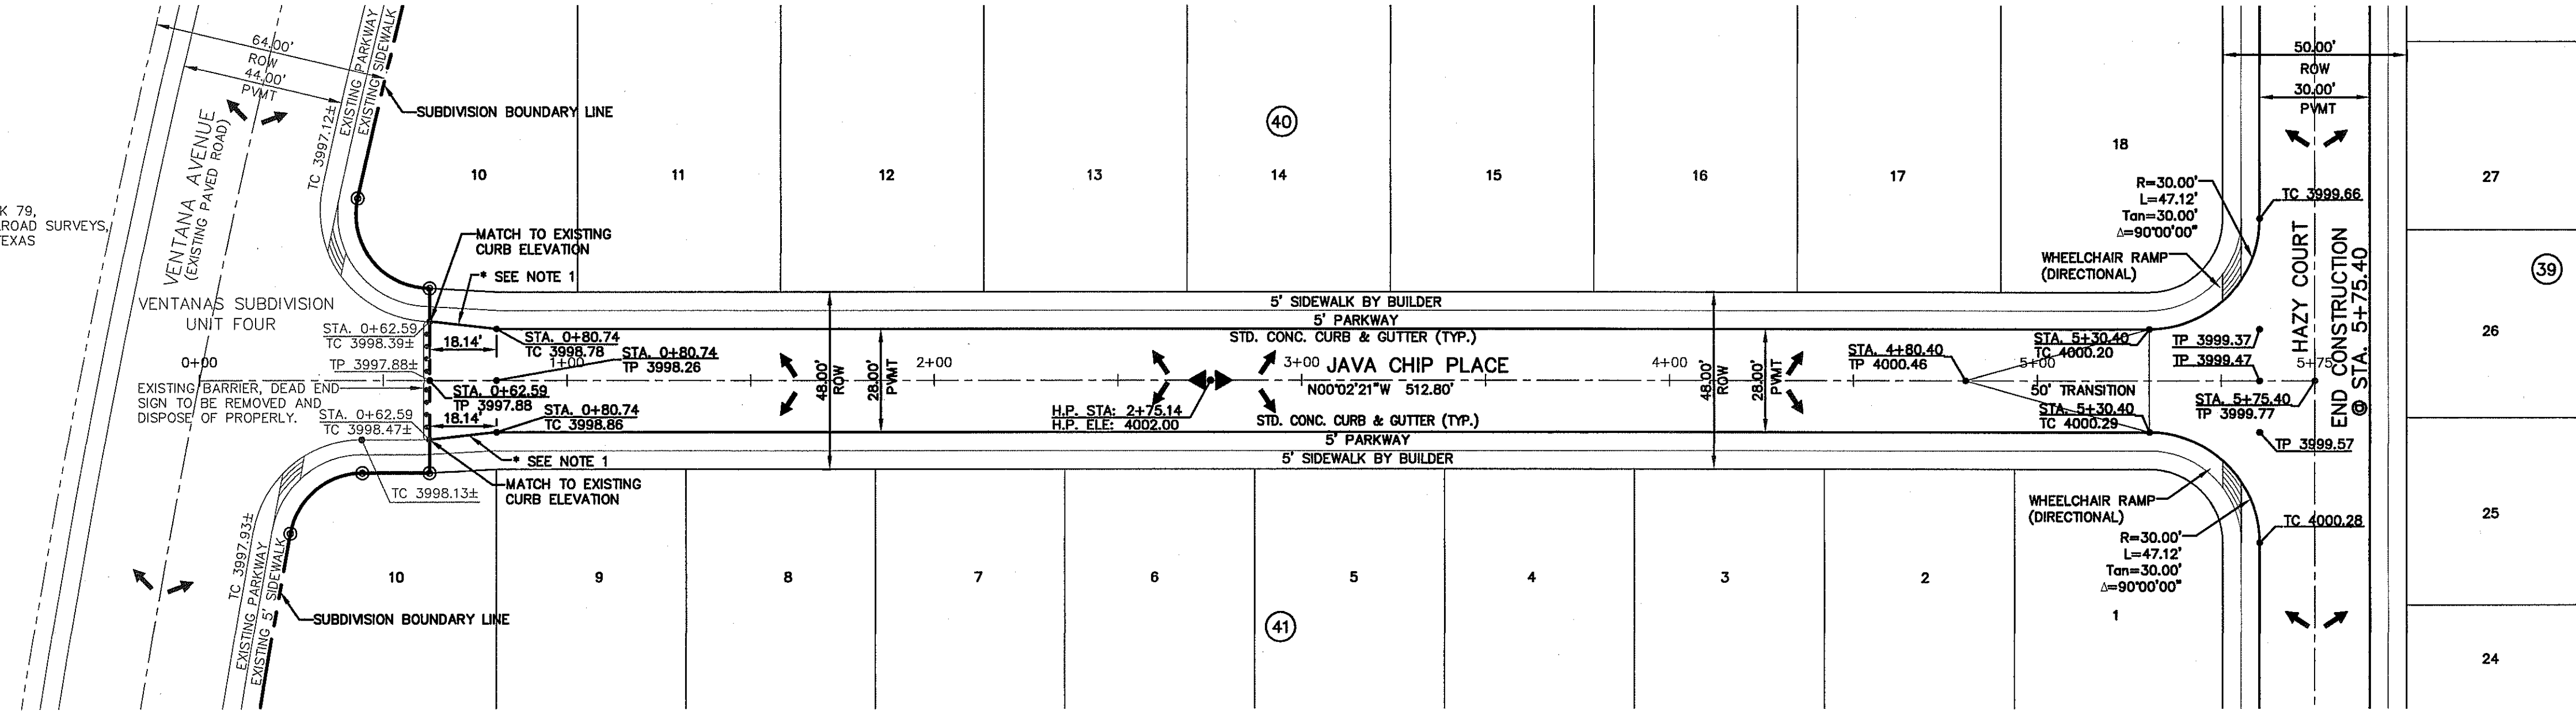 64.00'
ROW
44.00'
PVMT
EXISTING PARKWAY
EXISTING SIDEWALK
SUBDIVISION BOUNDARY LINE
TC 3997.12±
VENTANA AVENUE
(EXISTING PAVED ROAD)
K 79,
ROAD SURVEYS,
TEXAS
VENTANAS SUBDIVISION
UNIT FOUR
MATCH TO EXISTING
CURB ELEVATION
* SEE NOTE 1
STA. 0+62.59
TC 3998.39±
0+00
TP 3997.88±
EXISTING BARRIER, DEAD END
SIGN TO BE REMOVED AND
DISPOSE OF PROPERLY.
STA. 0+62.59
TC 3998.47±
18.14'
STA. 0+80.74
TC 3998.78
1+00
STA. 0+80.74
TP 3998.26
STA. 0+62.59
TP 3997.88
18.14'
STA. 0+80.74
TC 3998.86
* SEE NOTE 1
MATCH TO EXISTING
CURB ELEVATION
TC 3998.13±
TC 3997.93±
EXISTING PARKWAY
EXISTING 5' SIDEWALK
SUBDIVISION BOUNDARY LINE
10
11
12
13
14
15
16
17
18
40
48.00'
ROW
28.00'
PVMT
2+00
5' SIDEWALK BY BUILDER
5' PARKWAY
STD. CONC. CURB & GUTTER (TYP.)
3+00
JAVA CHIP PLACE
N00°02'21"W 512.80'
H.P. STA: 2+75.14
H.P. ELE: 4002.00
STD. CONC. CURB & GUTTER (TYP.)
5' PARKWAY
5' SIDEWALK BY BUILDER
4+00
48.00'
ROW
28.00'
PVMT
STA. 4+80.40
TP 4000.46
STA. 5+30.40
TC 4000.20
5+00
50' TRANSITION
STA. 5+30.40
TC 4000.29
R=30.00'
L=47.12'
Tan=30.00'
Δ=90°00'00"
WHEELCHAIR RAMP
(DIRECTIONAL)
50.00'
ROW
30.00'
PVMT
TC 3999.66
HAZY COURT
END CONSTRUCTION
@ STA. 5+75.40
TP 3999.37
TP 3999.47
5+75
STA. 5+75.40
TP 3999.77
TP 3999.57
TC 4000.28
WHEELCHAIR RAMP
(DIRECTIONAL)
R=30.00'
L=47.12'
Tan=30.00'
Δ=90°00'00"
10
9
8
7
6
5
4
3
2
1
41
27
39
26
25
24